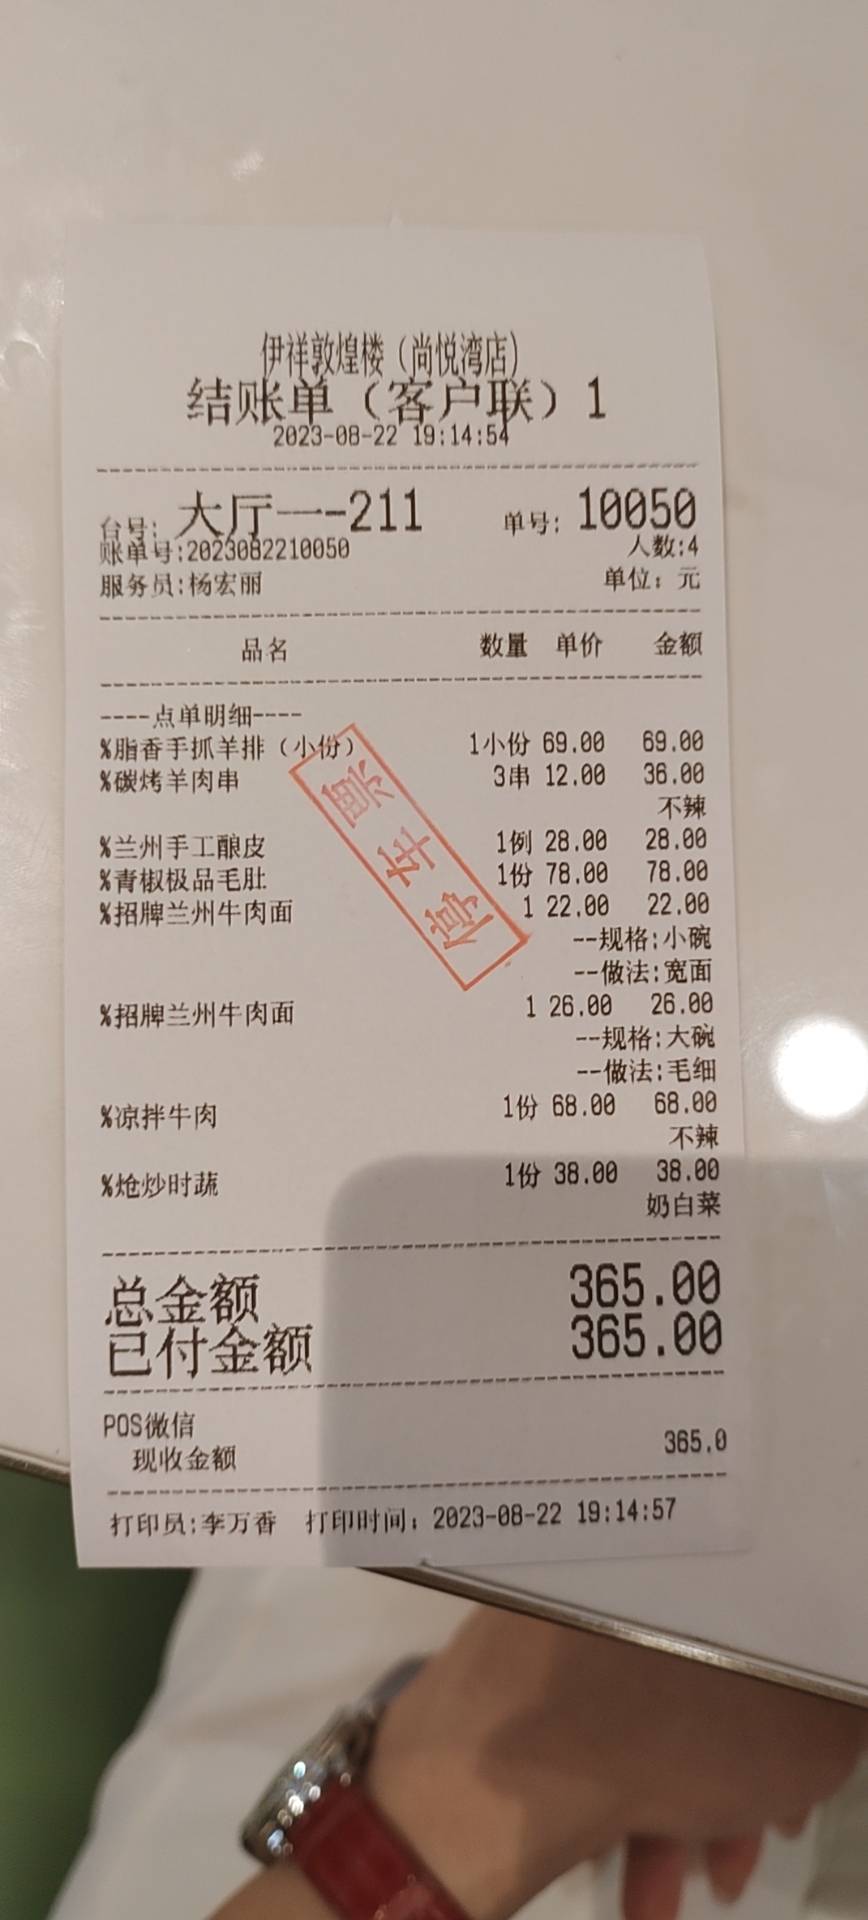 伊祥敦煌楼（尚悦湾店）
结账单（客户联）1
2023-08-22 19:14:54
台号: 大厅一-211 单号: 10050
账单号:2023082210050 人数:4
服务员:杨宏丽 单位：元
品名 数量 单价 金额
----点单明细----
%脂香手抓羊排（小份） 1小份 69.00 69.00
%碳烤羊肉串 3串 12.00 36.00
不辣
%兰州手工酿皮 1例 28.00 28.00
%青椒极品毛肚 1份 78.00 78.00
%招牌兰州牛肉面 1 22.00 22.00
--规格:小碗
--做法:宽面
%招牌兰州牛肉面 1 26.00 26.00
--规格:大碗
--做法:毛细
%凉拌牛肉 1份 68.00 68.00
不辣
%炝炒时蔬 1份 38.00 38.00
奶白菜
停车票
总金额 365.00
已付金额 365.00
POS微信
现收金额 365.0
打印员:李万香 打印时间：2023-08-22 19:14:57